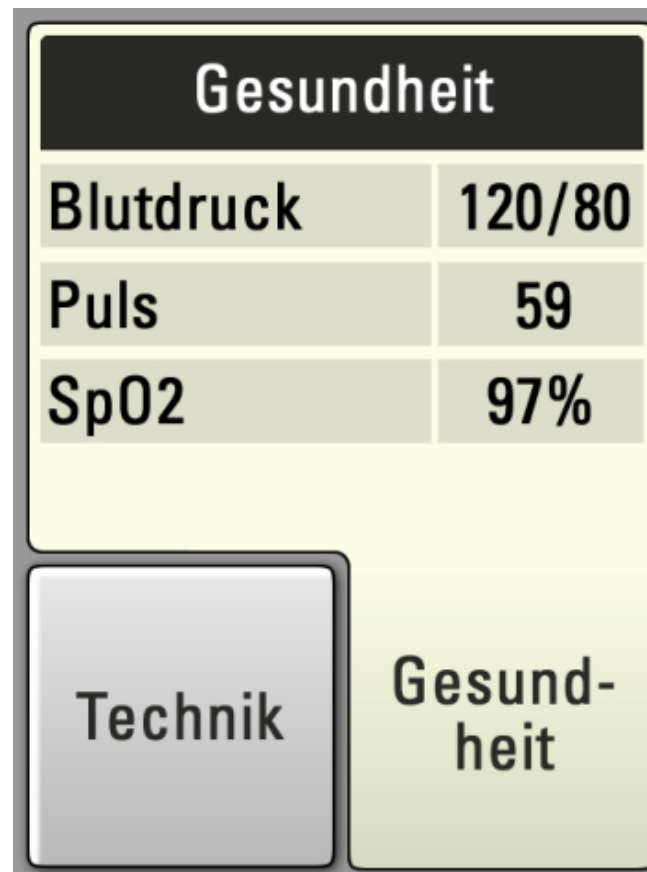 Gesundheit
Blutdruck 120/80
Puls 59
SpO2 97%
Technik
Gesund-
heit